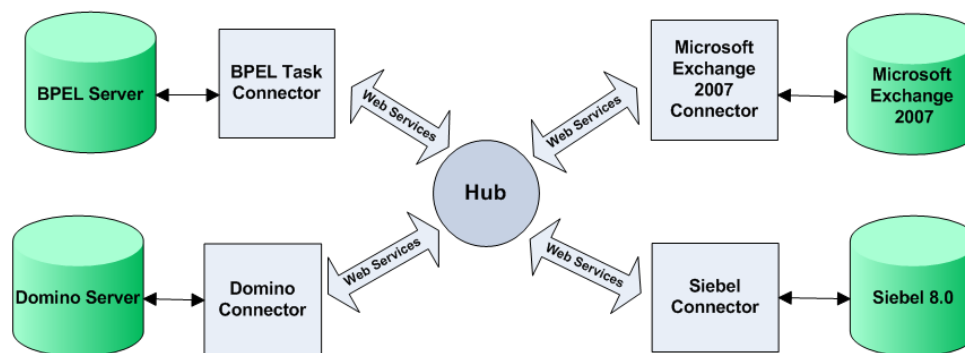 BPEL Server
BPEL Task
Connector
Web Services
Microsoft
Exchange
2007
Connector
Microsoft
Exchange
2007
Web Services
Hub
Domino Server
Domino
Connector
Web Services
Web Services
Siebel
Connector
Siebel 8.0